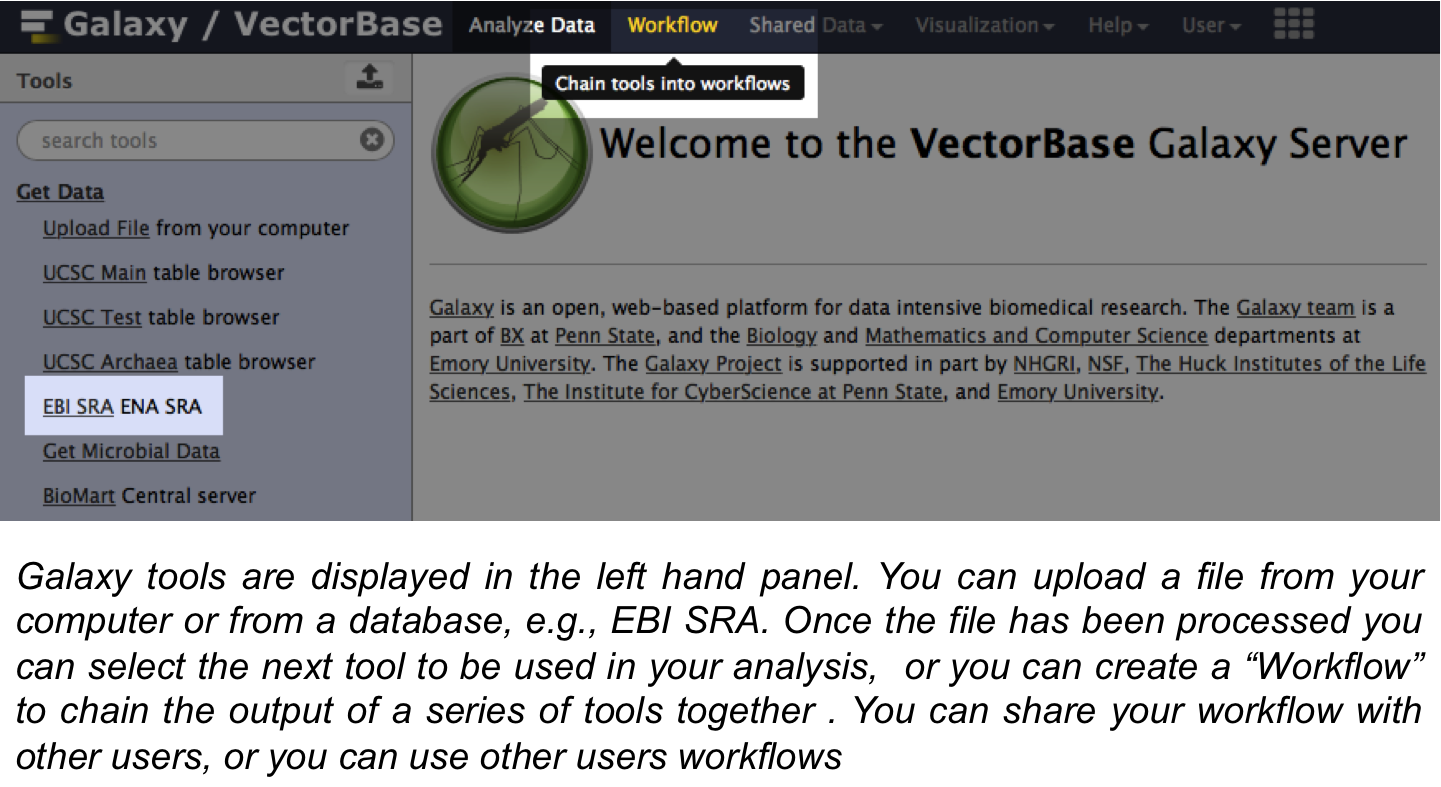 Galaxy / VectorBase
Analyze Data Workflow Shared Data Visualization Help User
Chain tools into workflows
Tools
search tools
Get Data
Upload File from your computer
UCSC Main table browser
UCSC Test table browser
UCSC Archaea table browser
EBI SRA ENA SRA
Get Microbial Data
BioMart Central server
Welcome to the VectorBase Galaxy Server
Galaxy is an open, web-based platform for data intensive biomedical research. The Galaxy team is a
part of BX at Penn State, and the Biology and Mathematics and Computer Science departments at
Emory University. The Galaxy Project is supported in part by NHGRI, NSF, The Huck Institutes of the Life
Sciences, The Institute for CyberScience at Penn State, and Emory University.
Galaxy tools are displayed in the left hand panel. You can upload a file from your
computer or from a database, e.g., EBI SRA. Once the file has been processed you
can select the next tool to be used in your analysis,  or you can create a “Workflow”
to chain the output of a series of tools together . You can share your workflow with
other users, or you can use other users workflows